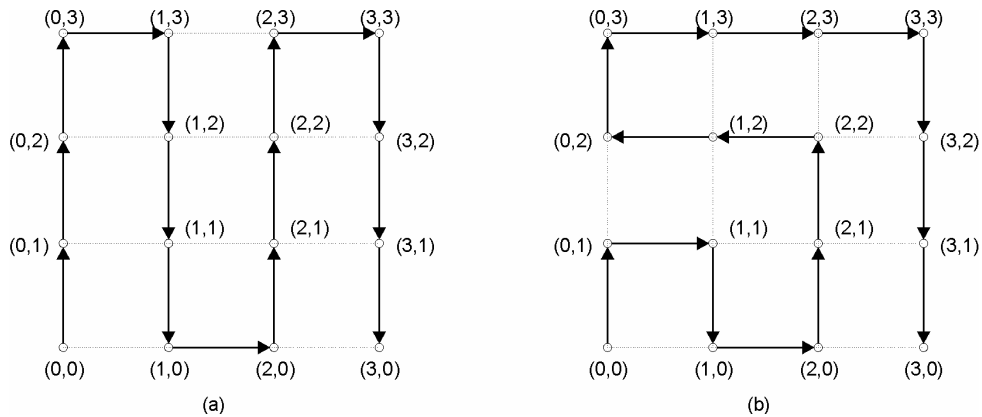 (0,3) (1,3) (2,3) (3,3)
(0,2) (1,2) (2,2) (3,2)
(0,1) (1,1) (2,1) (3,1)
(0,0) (1,0) (2,0) (3,0)
(a)
(0,3) (1,3) (2,3) (3,3)
(0,2) (1,2) (2,2) (3,2)
(0,1) (1,1) (2,1) (3,1)
(0,0) (1,0) (2,0) (3,0)
(b)